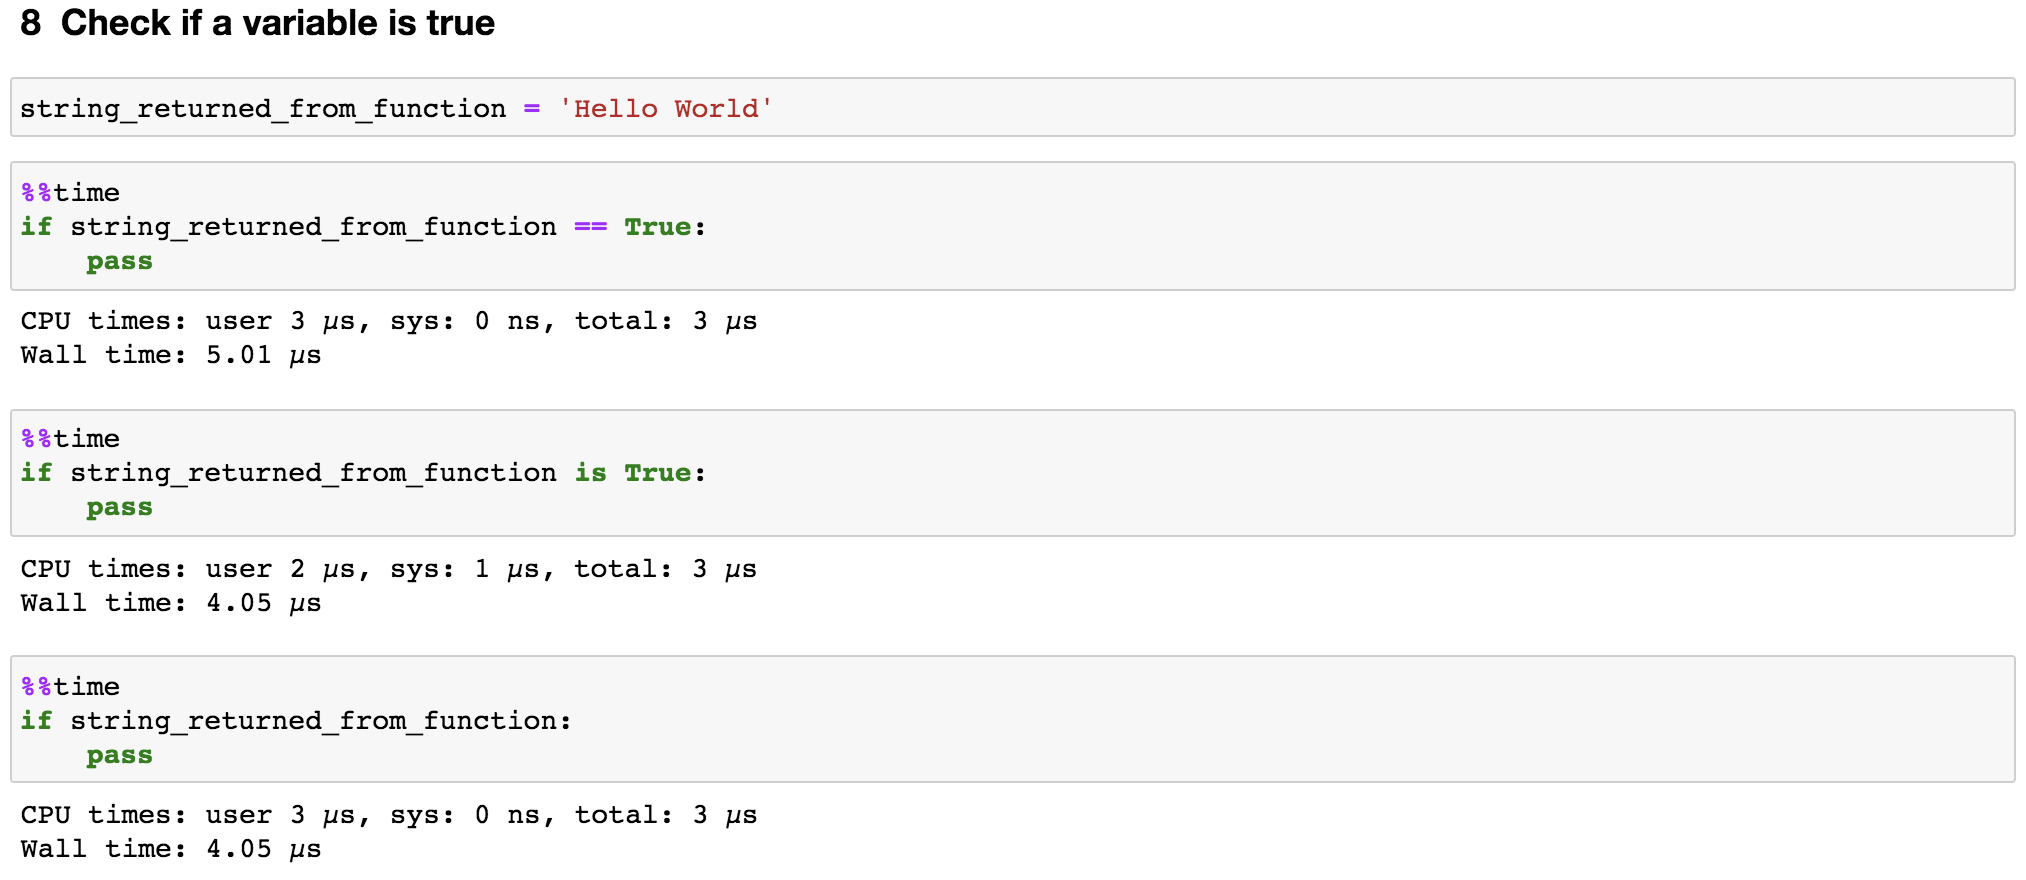 8 Check if a variable is true
string_returned_from_function = 'Hello World'
%%time
if string_returned_from_function == True:
    pass
CPU times: user 3 µs, sys: 0 ns, total: 3 µs
Wall time: 5.01 µs
%%time
if string_returned_from_function is True:
    pass
CPU times: user 2 µs, sys: 1 µs, total: 3 µs
Wall time: 4.05 µs
%%time
if string_returned_from_function:
    pass
CPU times: user 3 µs, sys: 0 ns, total: 3 µs
Wall time: 4.05 µs